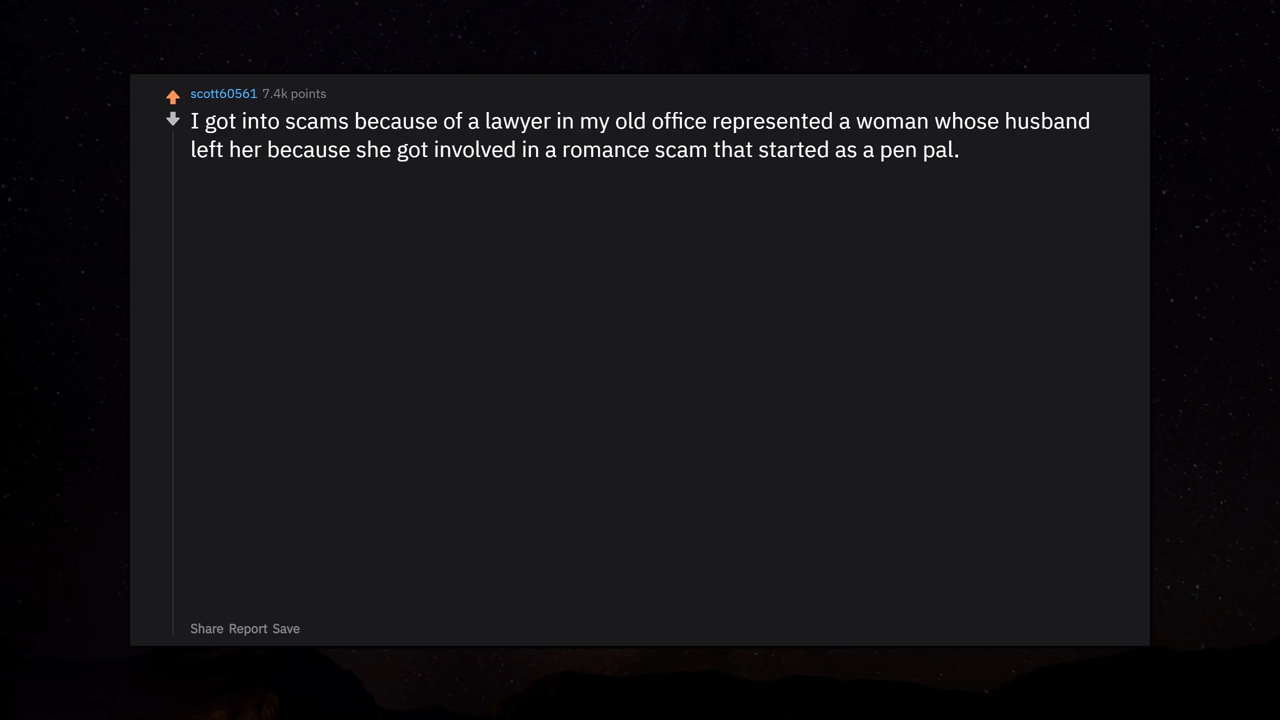 scott60561 7.4k points
I got into scams because of a lawyer in my old office represented a woman whose husband
left her because she got involved in a romance scam that started as a pen pal.
Share Report Save